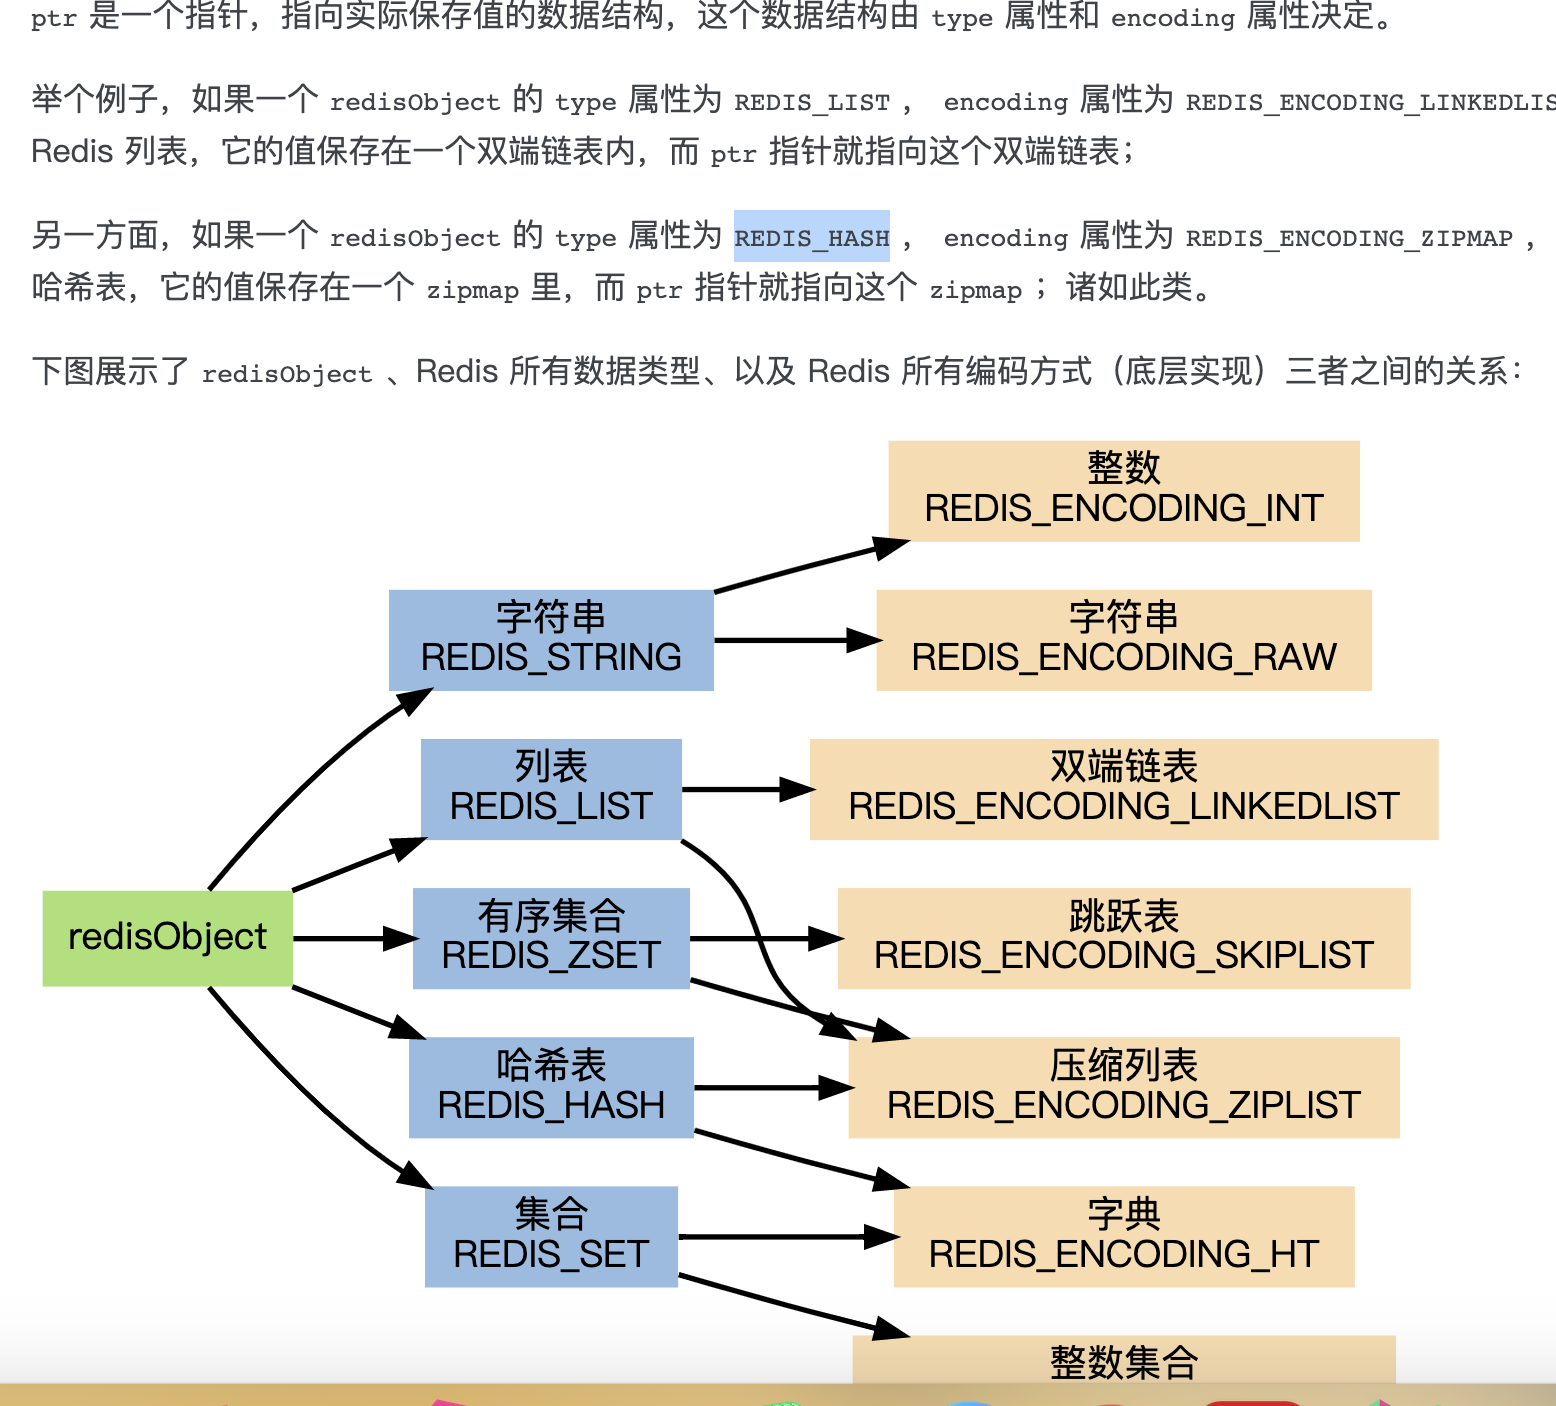 ptr 是一个指针，指向实际保存值的数据结构，这个数据结构由 type 属性和 encoding 属性决定。
举个例子，如果一个 redisObject 的 type 属性为 REDIS_LIST ， encoding 属性为 REDIS_ENCODING_LINKEDLIS
Redis 列表，它的值保存在一个双端链表内，而 ptr 指针就指向这个双端链表；
另一方面，如果一个 redisObject 的 type 属性为 REDIS_HASH ， encoding 属性为 REDIS_ENCODING_ZIPMAP ，
哈希表，它的值保存在一个 zipmap 里，而 ptr 指针就指向这个 zipmap ；诸如此类。
下图展示了 redisObject 、Redis 所有数据类型、以及 Redis 所有编码方式（底层实现）三者之间的关系：
整数
REDIS_ENCODING_INT
字符串
REDIS_STRING
字符串
REDIS_ENCODING_RAW
列表
REDIS_LIST
双端链表
REDIS_ENCODING_LINKEDLIST
redisObject
有序集合
REDIS_ZSET
跳跃表
REDIS_ENCODING_SKIPLIST
哈希表
REDIS_HASH
压缩列表
REDIS_ENCODING_ZIPLIST
集合
REDIS_SET
字典
REDIS_ENCODING_HT
整数集合